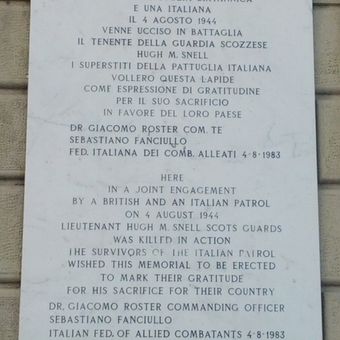 E UNA ITALIANA
IL 4 AGOSTO 1944
VENNE UCCISO IN BATTAGLIA
IL TENENTE DELLA GUARDIA SCOZZESE
HUGH M. SNELL
I SUPERSTITI DELLA PATTUGLIA ITALIANA
VOLLERO QUESTA LAPIDE
COME ESPRESSIONE DI GRATITUDINE
PER IL SUO SACRIFICIO
IN FAVORE DEL LORO PAESE
DR. GIACOMO ROSTER COM. TE
SEBASTIANO FANCIULLO
FED. ITALIANA DEI COMB. ALLEATI 4-8-1983
HERE
IN A JOINT ENGAGEMENT
BY A BRITISH AND AN ITALIAN PATROL
ON 4 AUGUST 1944
LIEUTENANT HUGH M. SNELL SCOTS GUARDS
WAS KILLED IN ACTION
THE SURVIVORS OF THE ITALIAN PATROL
WISHED THIS MEMORIAL TO BE ERECTED
TO MARK THEIR GRATITUDE
FOR HIS SACRIFICE FOR THEIR COUNTRY
DR. GIACOMO ROSTER COMMANDING OFFICER
SEBASTIANO FANCIULLO
ITALIAN FED. OF ALLIED COMBATANTS 4-8-1983